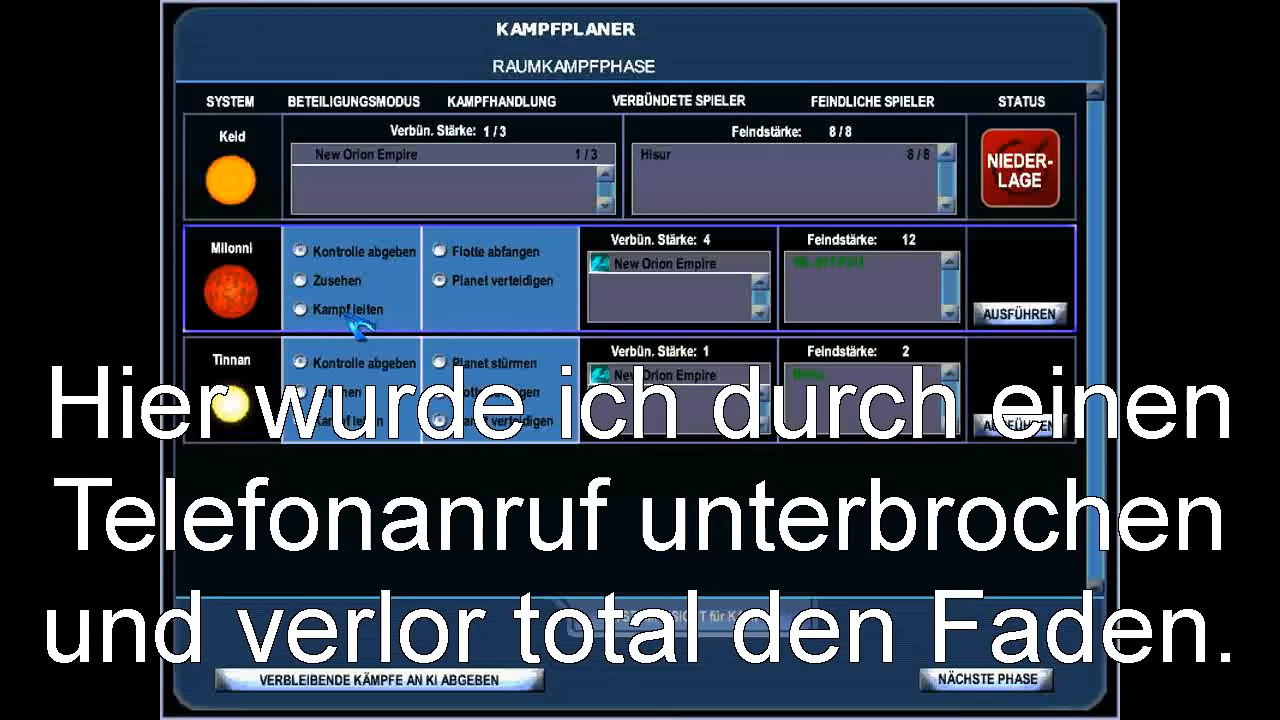 KAMPFPLANER
RAUMKAMPFPHASE
SYSTEM BETEILIGUNGSMODUS KAMPFHANDLUNG VERBÜNDETE SPIELER FEINDLICHE SPIELER STATUS
Keid
Verbün. Stärke: 1/3
New Orion Empire 1/3
Feindstärke: 8/8
Hisur 8/8
NIEDER-
LAGE
Milonni
Kontrolle abgeben
Zusehen
Kampf leiten
Flotte abfangen
Planet verteidigen
Verbün. Stärke: 4
New Orion Empire
Feindstärke: 12
AUSFÜHREN
Tinnan
Kontrolle abgeben
Planet stürmen
Verbün. Stärke: 1
New Orion Empire
Feindstärke: 2
AUSFÜHREN
Hier wurde ich durch einen
Telefonanruf unterbrochen
und verlor total den Faden.
VERBLEIBENDE KÄMPFE AN KI ABGEBEN
NÄCHSTE PHASE